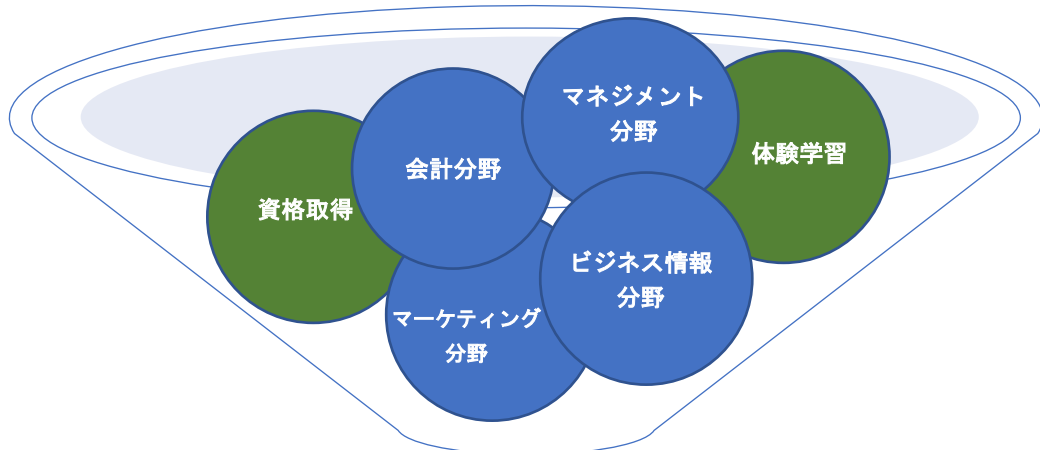 マネジメント
分野
体験学習
会計分野
資格取得
ビジネス情報
分野
マーケティング
分野